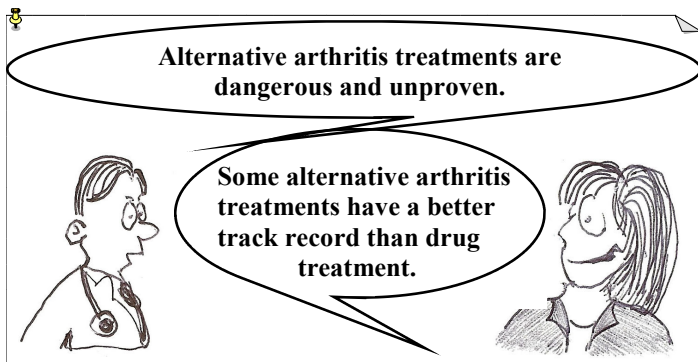 Alternative arthritis treatments are
dangerous and unproven.
Some alternative arthritis
treatments have a better
track record than drug
treatment.